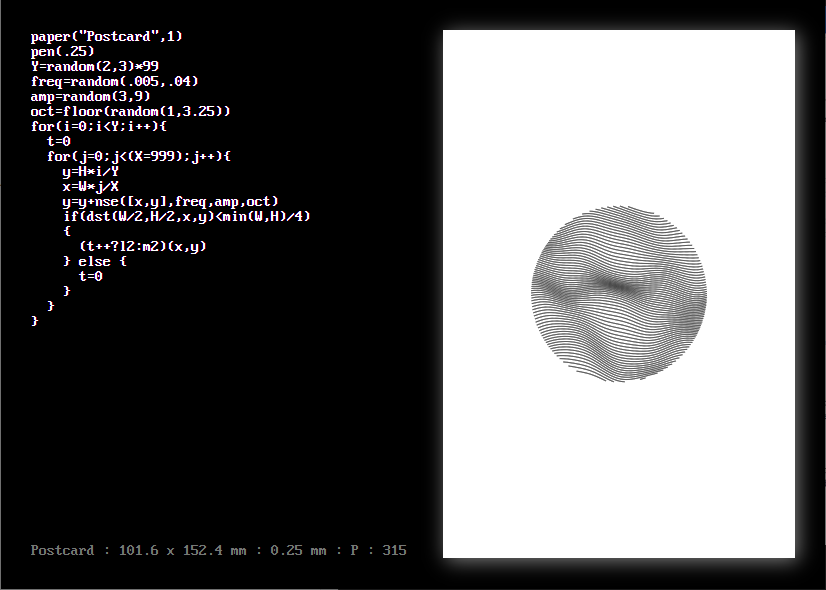 paper("Postcard",1)
pen(.25)
Y=random(2,3)*99
freq=random(.005,.04)
amp=random(3,9)
oct=floor(random(1,3.25))
for(i=0;i<Y;i++){
  t=0
  for(j=0;j<(X=999);j++){
    y=H*i/Y
    x=W*j/X
    y=y+nse([x,y],freq,amp,oct)
    if(dst(W/2,H/2,x,y)<min(W,H)/4)
    {
      (t++?l2:m2)(x,y)
    } else {
      t=0
    }
  }
}
Postcard : 101.6 x 152.4 mm : 0.25 mm : P : 315